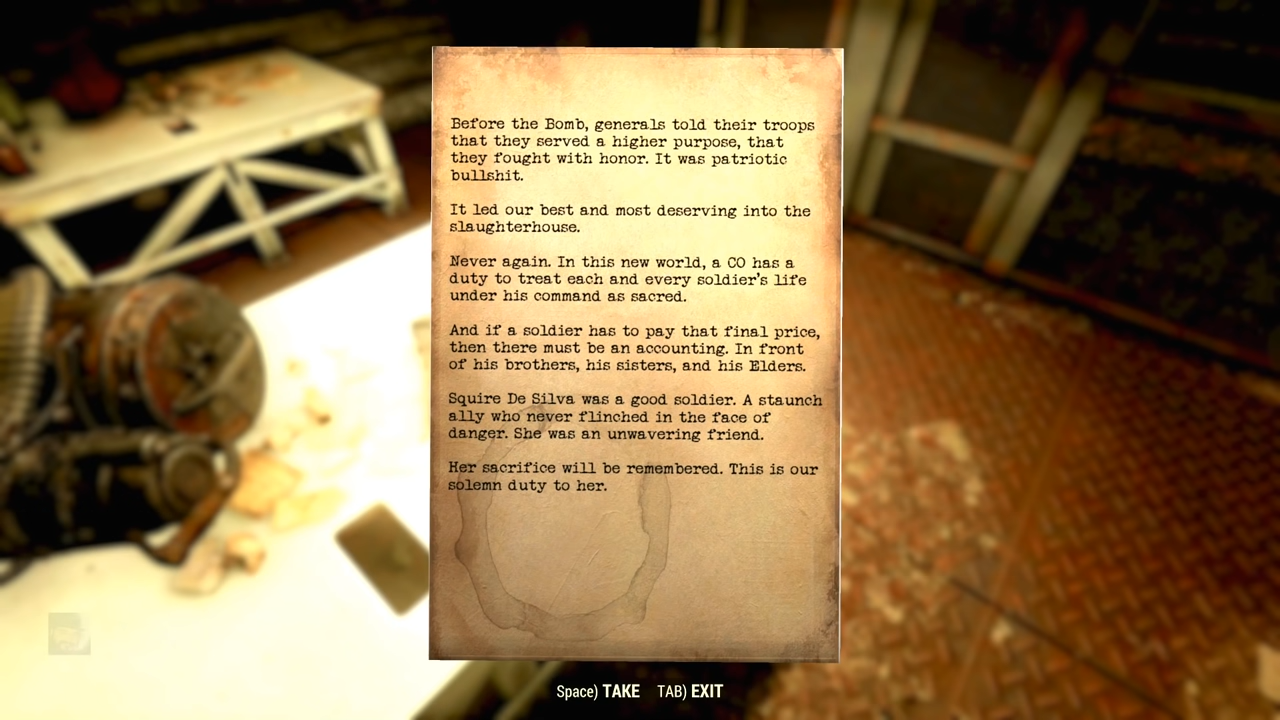 Before the Bomb, generals told their troops
that they served a higher purpose, that
they fought with honor. It was patriotic
bullshit.
It led our best and most deserving into the
slaughterhouse.
Never again. In this new world, a CO has a
duty to treat each and every soldier's life
under his command as sacred.
And if a soldier has to pay that final price,
then there must be an accounting. In front
of his brothers, his sisters, and his Elders.
Squire De Silva was a good soldier. A staunch
ally who never flinched in the face of
danger. She was an unwavering friend.
Her sacrifice will be remembered. This is our
solemn duty to her.
Space) TAKE TAB) EXIT